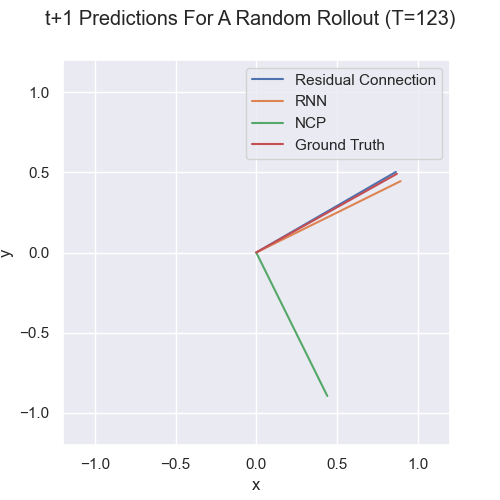 t+1 Predictions For A Random Rollout (T=123)
Residual Connection
RNN
NCP
Ground Truth
1.0
0.5
0.0
−0.5
−1.0
y
−1.0 −0.5 0.0 0.5 1.0
x